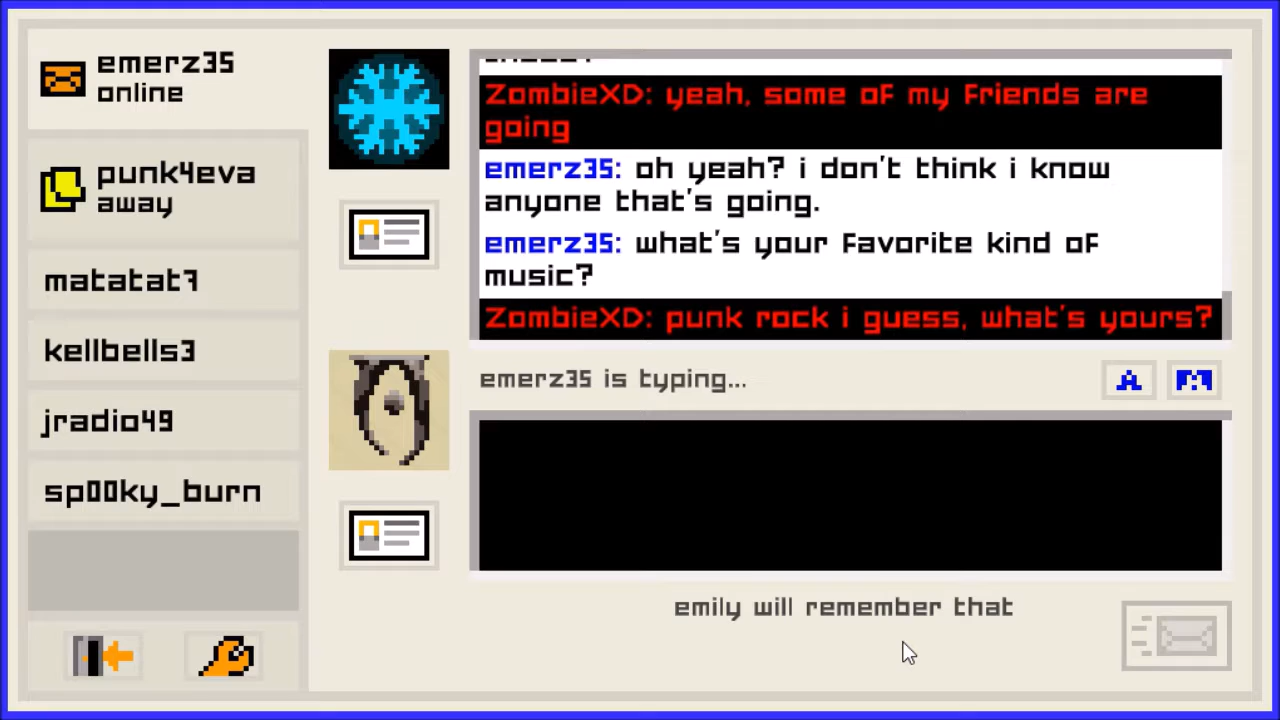 emerz35
online
punk4eva
away
matatat7
kellbells3
jradio49
sp00ky_burn
ZombieXD: yeah, some of my friends are
going
emerz35: oh yeah? i don't think i know
anyone that's going.
emerz35: what's your favorite kind of
music?
ZombieXD: punk rock i guess, what's yours?
emerz35 is typing...
A
emily will remember that